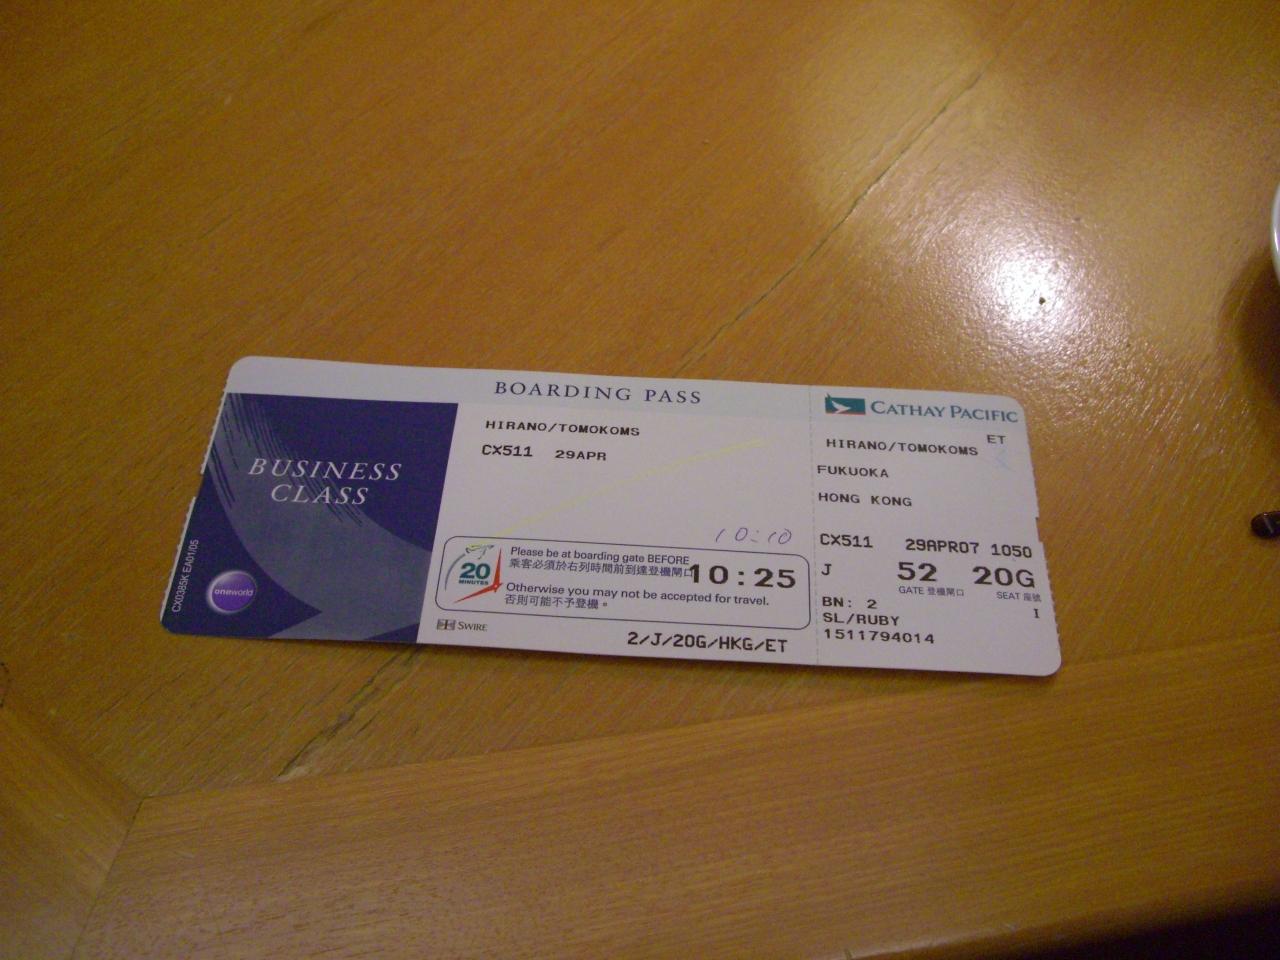 BOARDING PASS
BUSINESS
CLASS
CX0385K EA01/05
oneworld
HIRANO/TOMOKOMS
CX511 29APR
10:10
20
MINUTES
Please be at boarding gate BEFORE
乘客必須於右列時間前到達登機閘口
10:25
Otherwise you may not be accepted for travel.
否則可能不予登機。
SWIRE
2/J/20G/HKG/ET
CATHAY PACIFIC
ET
HIRANO/TOMOKOMS
FUKUOKA
HONG KONG
CX511 29APR07 1050
J 52 20G
GATE 登機閘口 SEAT 座號
BN: 2 I
SL/RUBY
1511794014